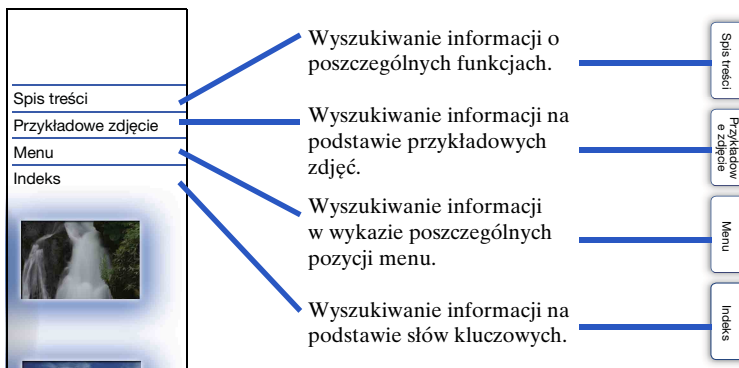 Spis treści
Przykładowe zdjęcie
Menu
Indeks
Wyszukiwanie informacji o
poszczególnych funkcjach.
Wyszukiwanie informacji na
podstawie przykładowych
zdjęć.
Wyszukiwanie informacji
w wykazie poszczególnych
pozycji menu.
Wyszukiwanie informacji na
podstawie słów kluczowych.
Spis treści
Przykładow
e zdjęcie
Menu
Indeks